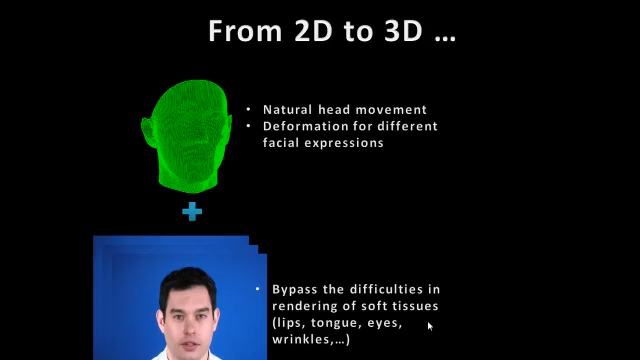 From 2D to 3D …
• Natural head movement
• Deformation for different
facial expressions
• Bypass the difficulties in
rendering of soft tissues
(lips, tongue, eyes,
wrinkles,…)